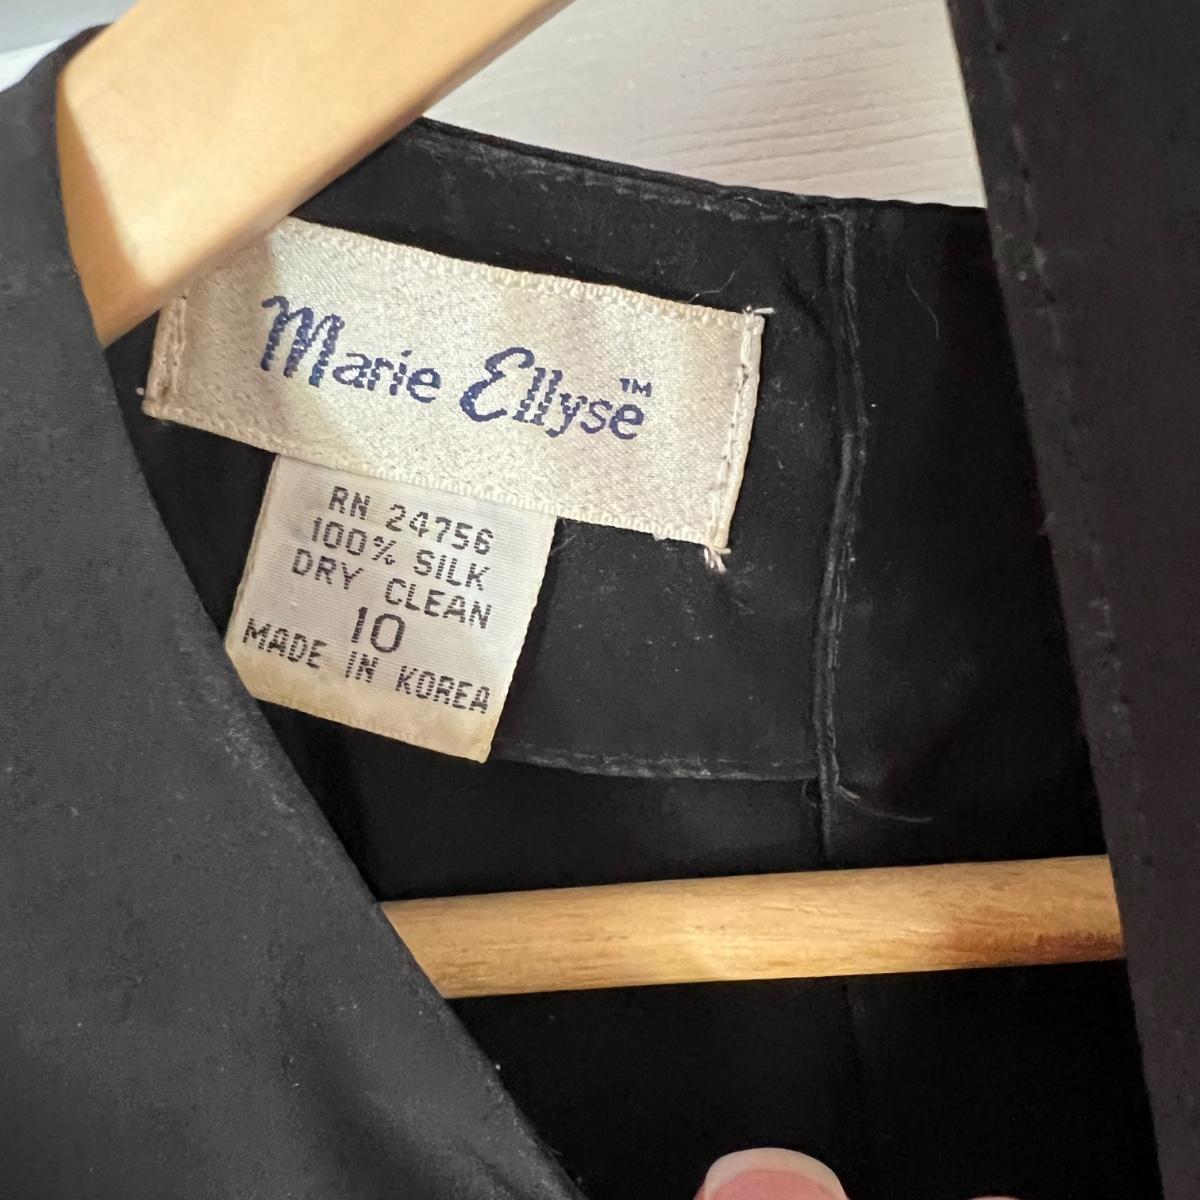 Marie Ellyse™
RN 24756
100% SILK
DRY CLEAN
10
MADE IN KOREA